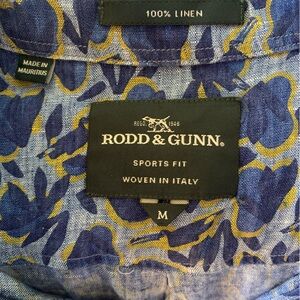 100% LINEN
MADE IN
MAURITIUS
ESTD. 1946
RODD & GUNN®
SPORTS FIT
WOVEN IN ITALY
M